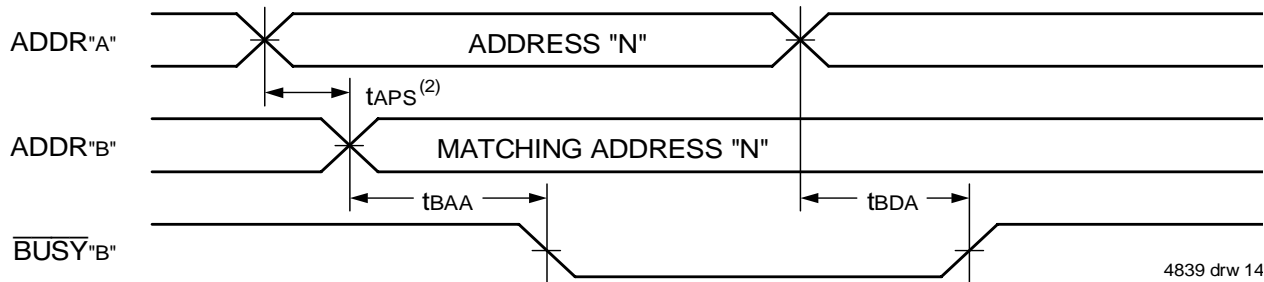 ADDR"A"
ADDRESS "N"
tAPS(2)
ADDR"B"
MATCHING ADDRESS "N"
tBAA
tBDA
BUSY"B"
4839 drw 14